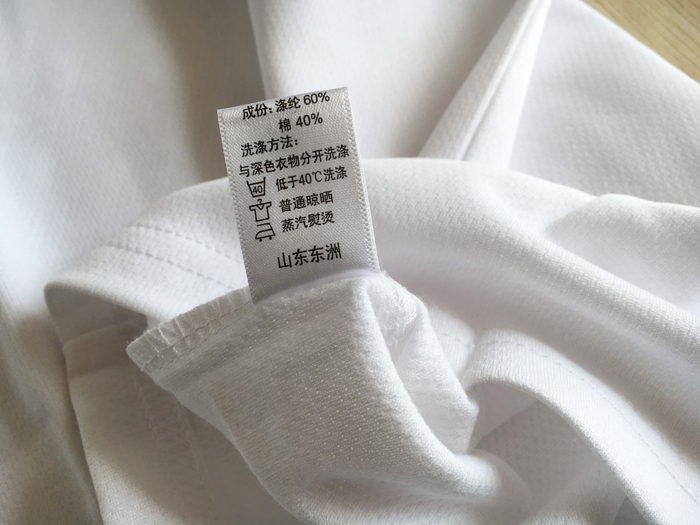 成份：涤纶 60%
棉 40%
洗涤方法：
与深色衣物分开洗涤
40 低于40℃洗涤
普通晾晒
蒸汽熨烫
山东东洲